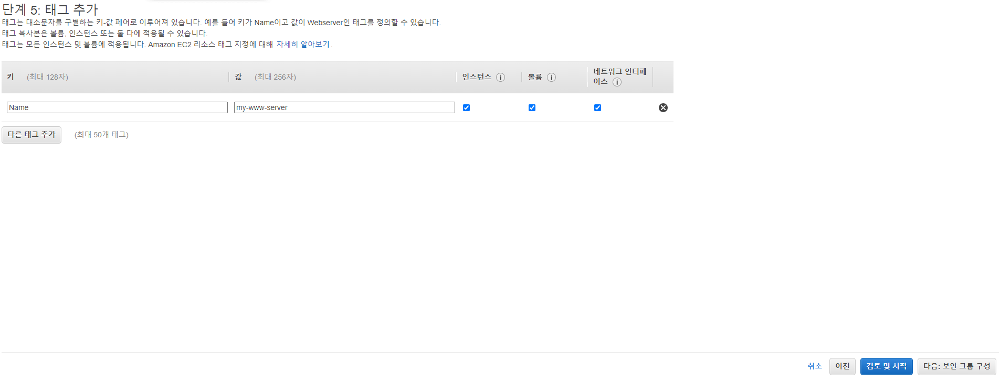 단계 5: 태그 추가
태그는 대소문자를 구별하는 키-값 페어로 이루어져 있습니다. 예를 들어 키가 Name이고 값이 Webserver인 태그를 정의할 수 있습니다.
태그 복사본은 볼륨, 인스턴스 또는 둘 다에 적용될 수 있습니다.
태그는 모든 인스턴스 및 볼륨에 적용됩니다. Amazon EC2 리소스 태그 지정에 대해 자세히 알아보기.
키 (최대 128자) 값 (최대 256자) 인스턴스 i 볼륨 i 네트워크 인터페
이스 i
Name my-www-server
다른 태그 추가 (최대 50개 태그)
취소 이전 검토 및 시작 다음: 보안 그룹 구성